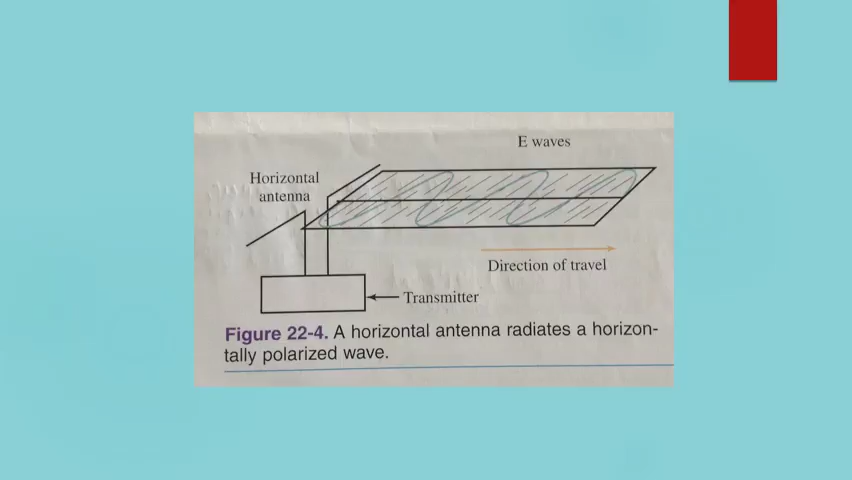 E waves
Horizontal
antenna
Direction of travel
Transmitter
Figure 22-4. A horizontal antenna radiates a horizon-
tally polarized wave.